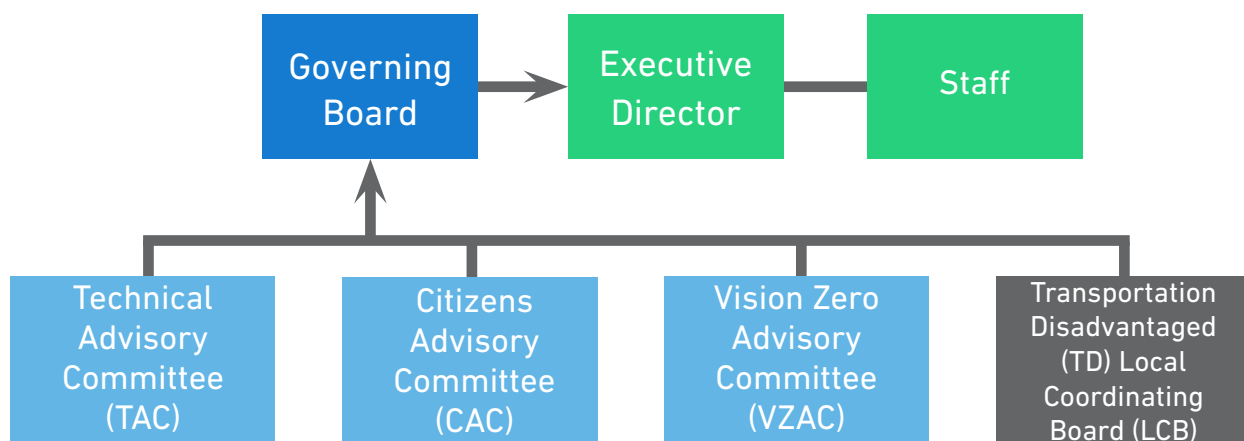 Governing
Board
Executive
Director
Staff
Technical
Advisory
Committee
(TAC)
Citizens
Advisory
Committee
(CAC)
Vision Zero
Advisory
Committee
(VZAC)
Transportation
Disadvantaged
(TD) Local
Coordinating
Board (LCB)